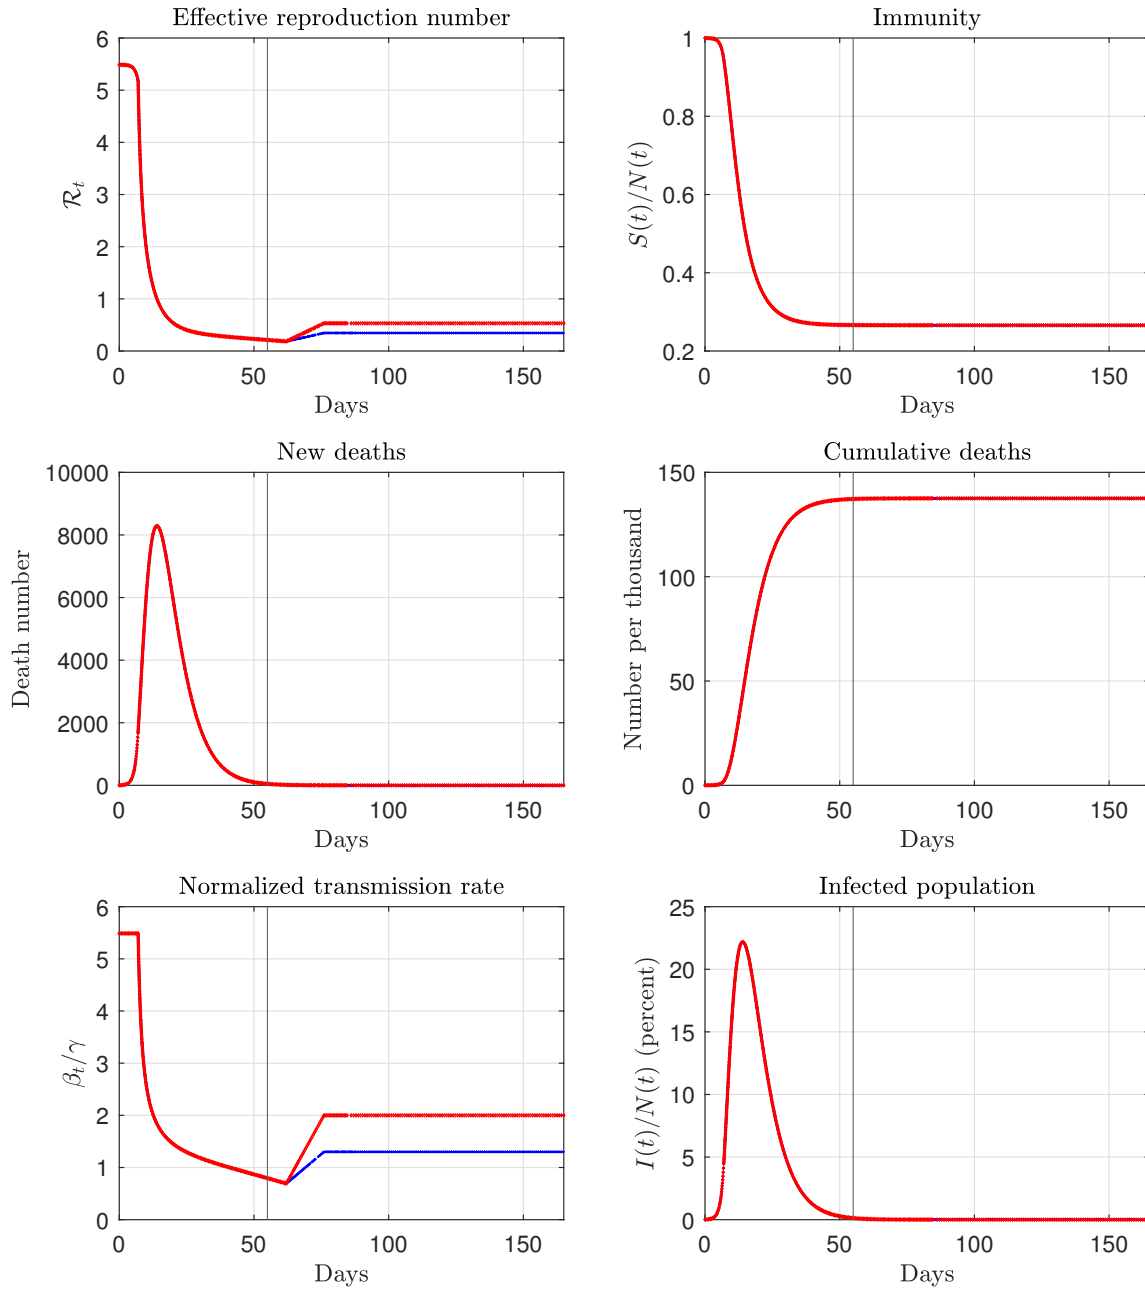 Effective reproduction number
6
5
4
3
2
1
0
0 50 100 150
ℛₜ
Days
Immunity
1
0.8
0.6
0.4
0.2
0 50 100 150
S(t)/N(t)
Days
New deaths
10000
8000
6000
4000
2000
0
0 50 100 150
Death number
Days
Cumulative deaths
150
100
50
0
0 50 100 150
Number per thousand
Days
Normalized transmission rate
6
5
4
3
2
1
0
0 50 100 150
βₜ/γ
Days
Infected population
25
20
15
10
5
0
0 50 100 150
I(t)/N(t) (percent)
Days